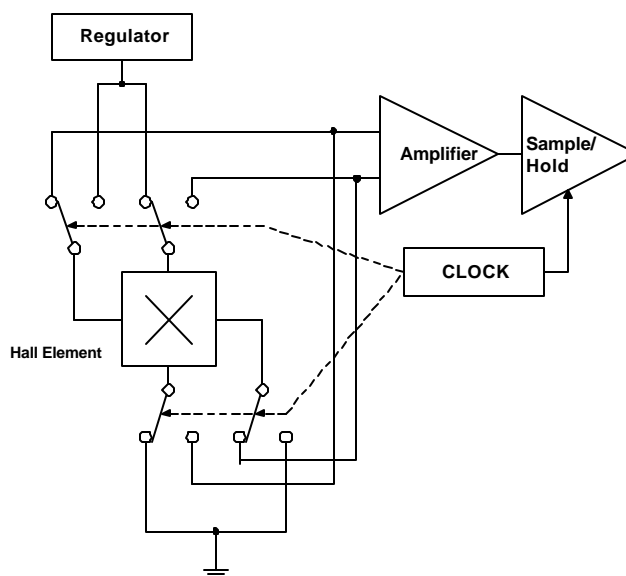 Regulator
Amplifier
Sample/
Hold
CLOCK
Hall Element